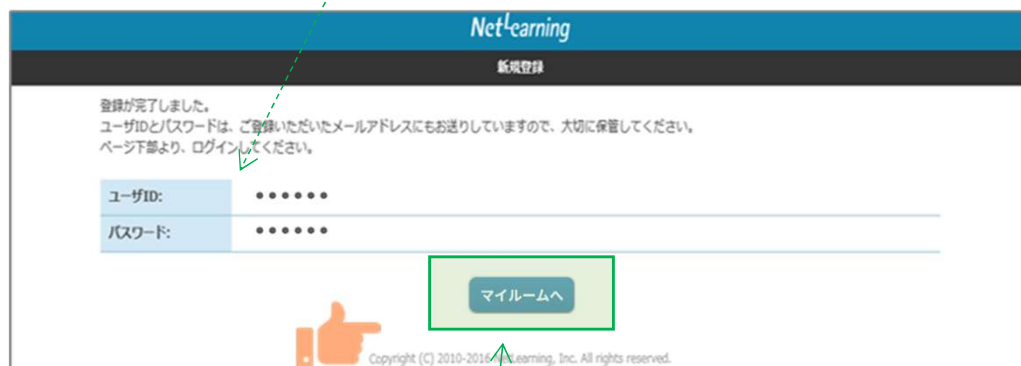 NetLearning
新規登録
登録が完了しました。
ユーザIDとパスワードは、ご登録いただいたメールアドレスにもお送りしていますので、大切に保管してください。
ページ下部より、ログインしてください。
ユーザID: ●●●●●●
パスワード: ●●●●●●
マイルームへ
Copyright (C) 2010-2016 NetLearning, Inc. All rights reserved.